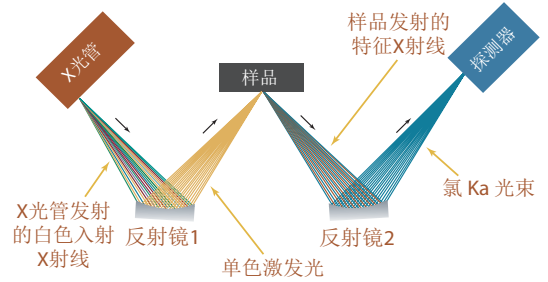 X光管
样品
样品发射的
特征X射线
探测器
X光管发射
的白色入射
X射线
反射镜1
单色激发光
反射镜2
氯 Ka 光束